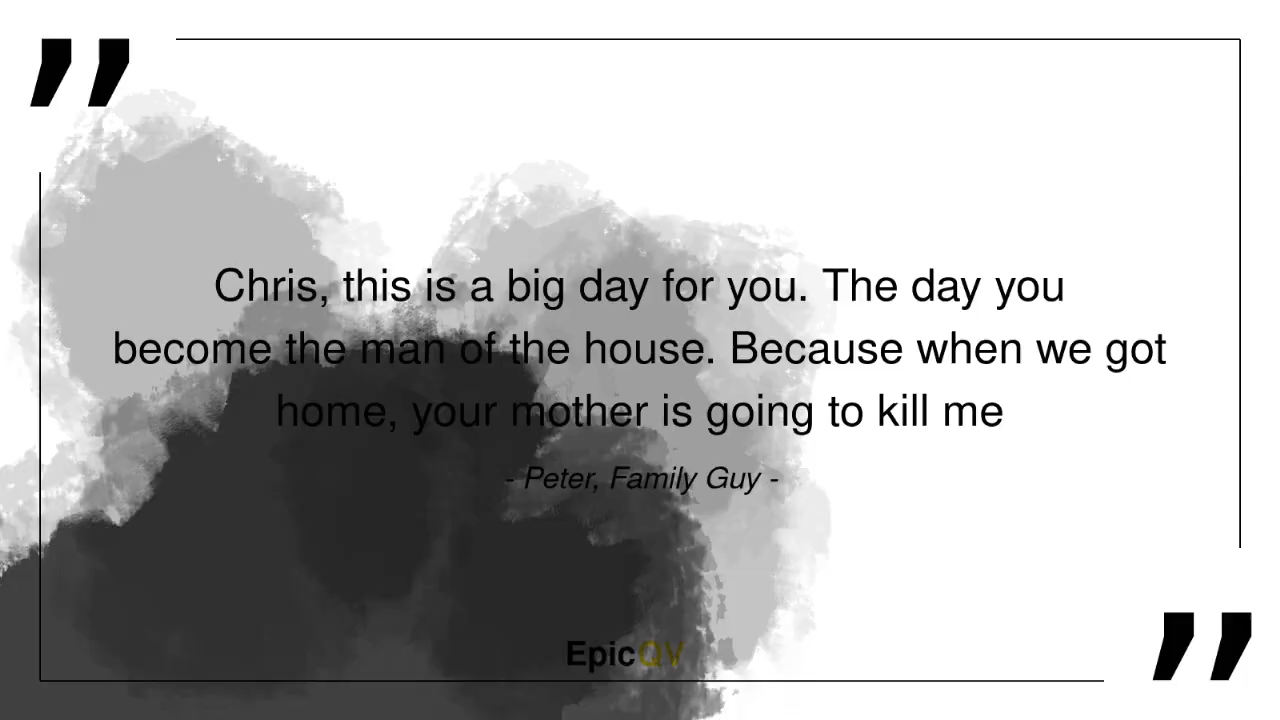 ”
Chris, this is a big day for you. The day you
become the man of the house. Because when we got
home, your mother is going to kill me
- Peter, Family Guy -
EpicQV
”